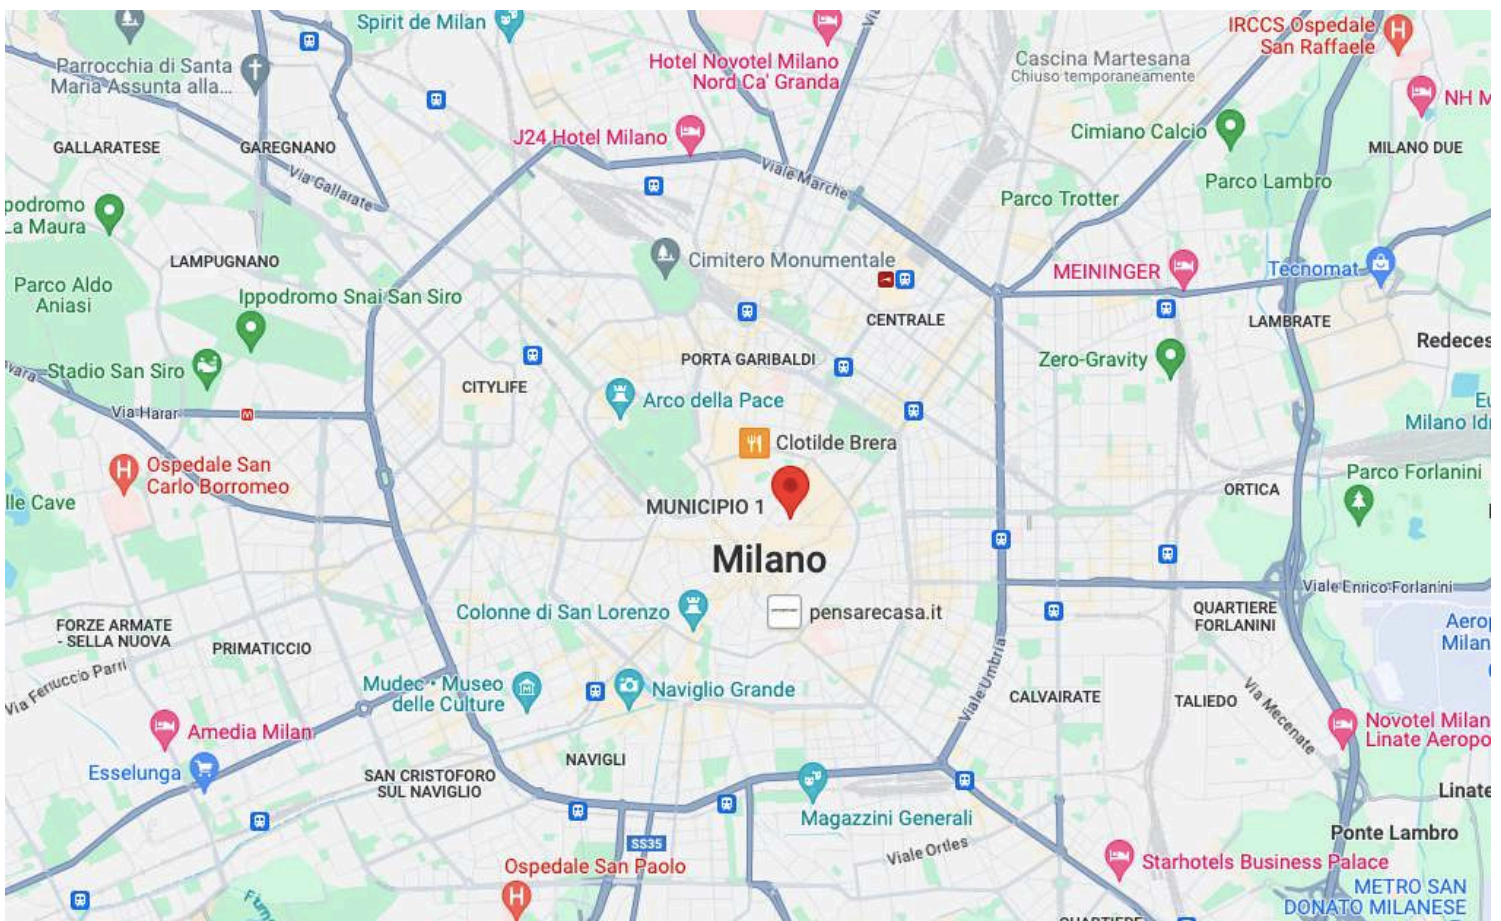 Spirit de Milan
IRCCS Ospedale
San Raffaele
Hotel Novotel Milano
Nord Ca' Granda
Cascina Martesana
Chiuso temporaneamente
Parrocchia di Santa
Maria Assunta alla...
NH M
J24 Hotel Milano
Cimiano Calcio
GALLARATESE
GAREGNANO
MILANO DUE
Via Gallarate
Viale Marche
Parco Lambro
Parco Trotter
podromo
La Maura
LAMPUGNANO
Cimitero Monumentale
MEININGER
Tecnomat
Parco Aldo
Aniasi
Ippodromo Snai San Siro
CENTRALE
LAMBRATE
Redeces
Stadio San Siro
PORTA GARIBALDI
Zero-Gravity
vara
CITYLIFE
Arco della Pace
Via Harar
M
Eu
Milano Idr
Clotilde Brera
Ospedale San
Carlo Borromeo
Parco Forlanini
lle Cave
ORTICA
MUNICIPIO 1
Milano
Viale Enrico Forlanini
Colonne di San Lorenzo
pensarecasa.it
QUARTIERE
FORLANINI
FORZE ARMATE
- SELLA NUOVA
PRIMATICCIO
Aerop
Milan
Via Ferruccio Parri
Mudec • Museo
delle Culture
Naviglio Grande
Viale Umbria
CALVAIRATE
TALIEDO
Via Mecenate
Amedia Milan
Novotel Milan
Linate Aeropo
Esselunga
NAVIGLI
SAN CRISTOFORO
SUL NAVIGLIO
Linate
Magazzini Generali
Ponte Lambro
SS35
Viale Ortles
Ospedale San Paolo
Starhotels Business Palace
METRO SAN
DONATO MILANESE
QUARTIERE